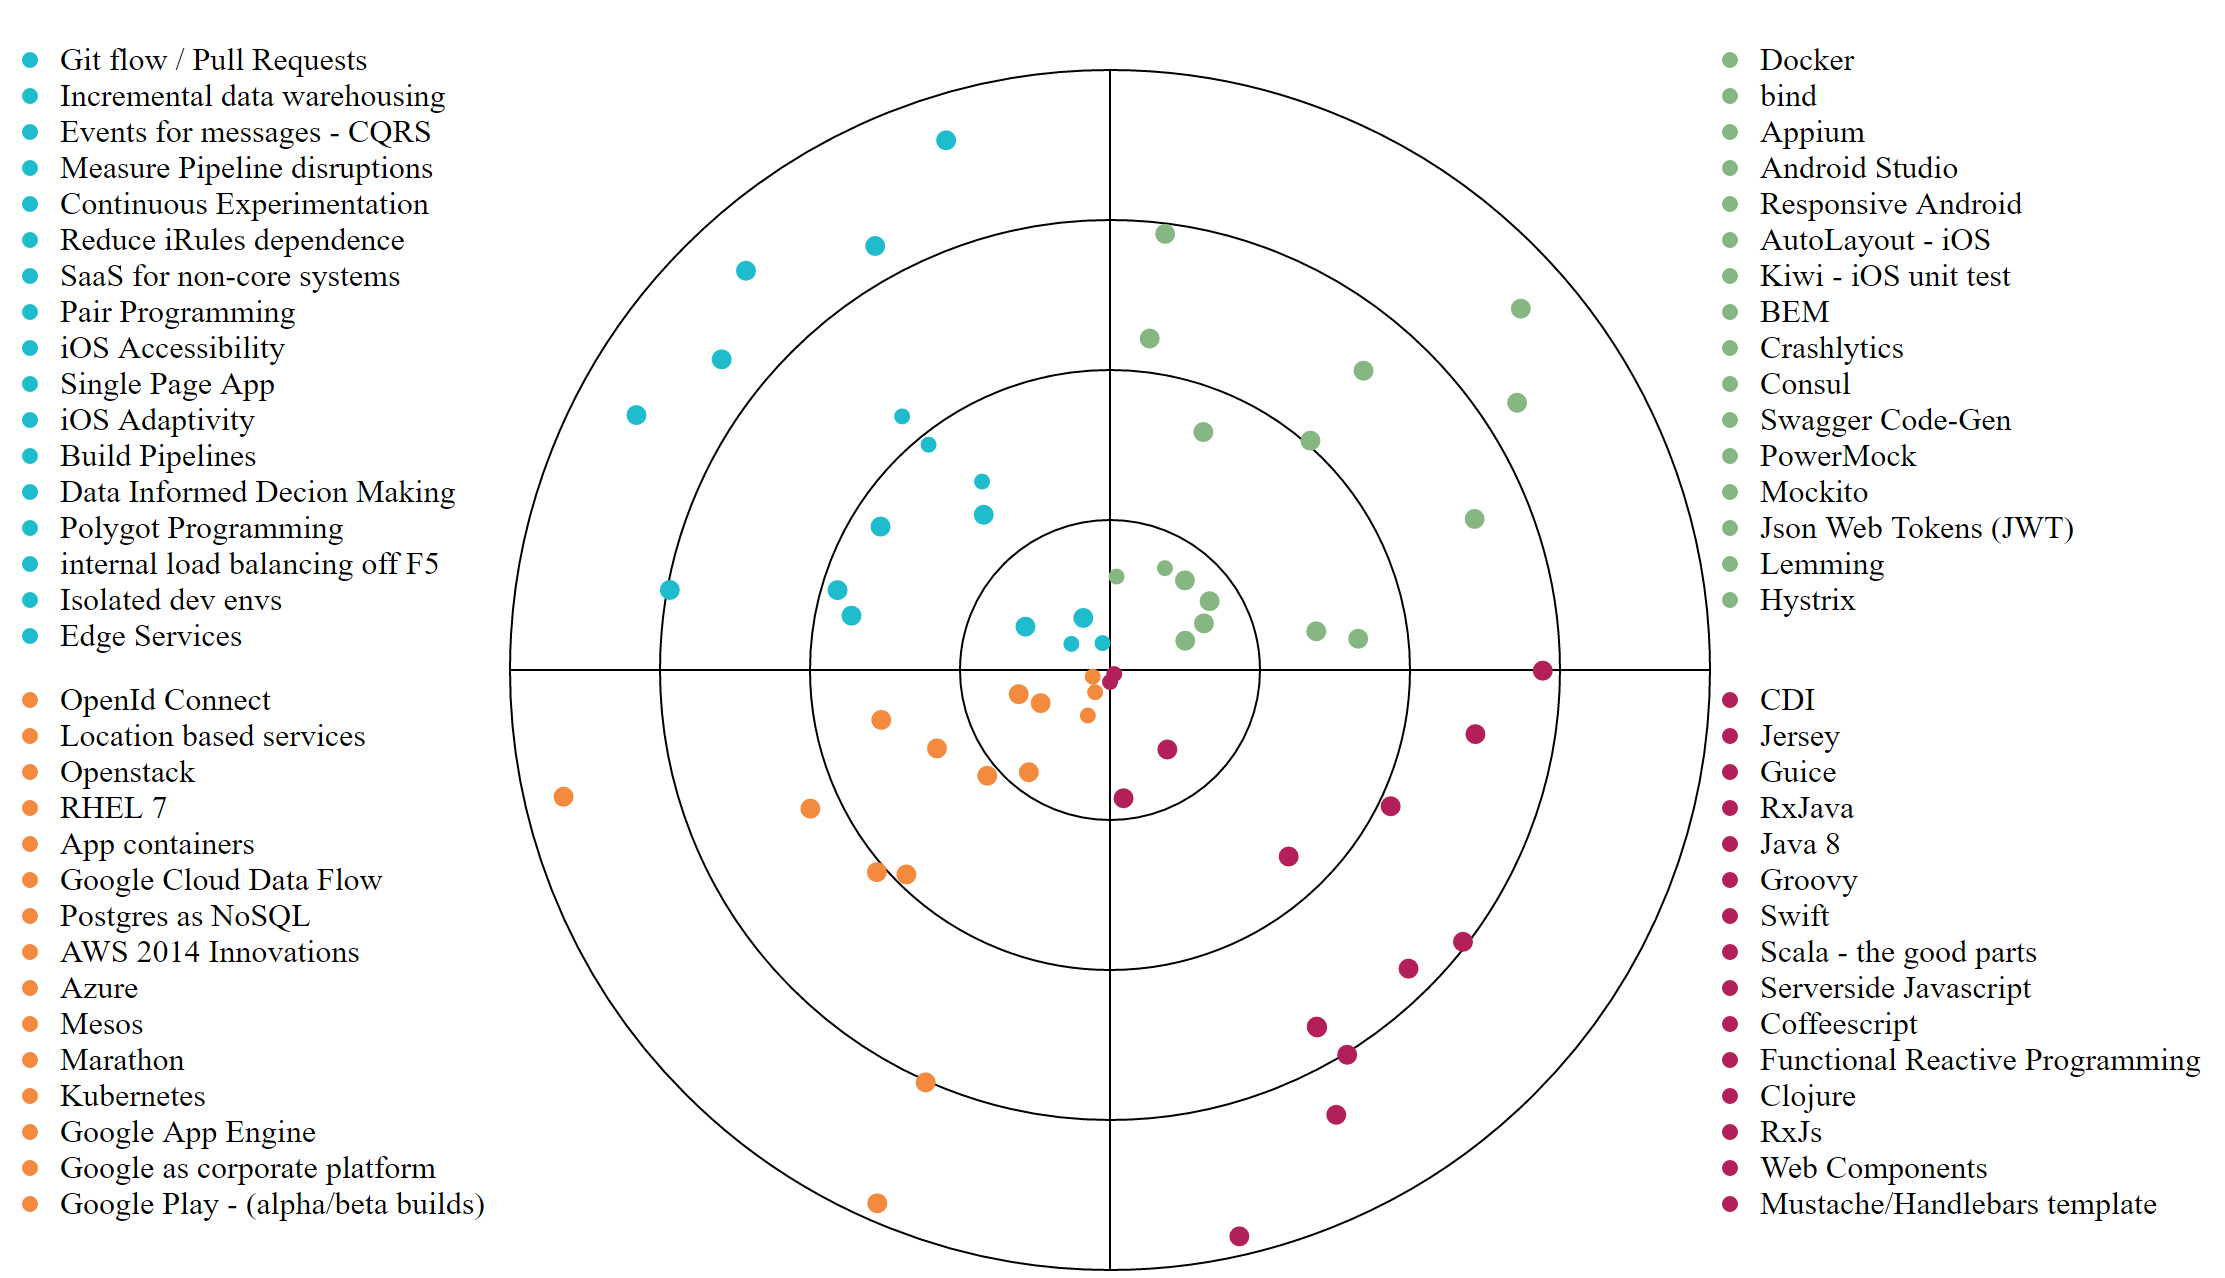 Git flow / Pull Requests
Incremental data warehousing
Events for messages - CQRS
Measure Pipeline disruptions
Continuous Experimentation
Reduce iRules dependence
SaaS for non-core systems
Pair Programming
iOS Accessibility
Single Page App
iOS Adaptivity
Build Pipelines
Data Informed Decion Making
Polygot Programming
internal load balancing off F5
Isolated dev envs
Edge Services
OpenId Connect
Location based services
Openstack
RHEL 7
App containers
Google Cloud Data Flow
Postgres as NoSQL
AWS 2014 Innovations
Azure
Mesos
Marathon
Kubernetes
Google App Engine
Google as corporate platform
Google Play - (alpha/beta builds)
Docker
bind
Appium
Android Studio
Responsive Android
AutoLayout - iOS
Kiwi - iOS unit test
BEM
Crashlytics
Consul
Swagger Code-Gen
PowerMock
Mockito
Json Web Tokens (JWT)
Lemming
Hystrix
CDI
Jersey
Guice
RxJava
Java 8
Groovy
Swift
Scala - the good parts
Serverside Javascript
Coffeescript
Functional Reactive Programming
Clojure
RxJs
Web Components
Mustache/Handlebars template